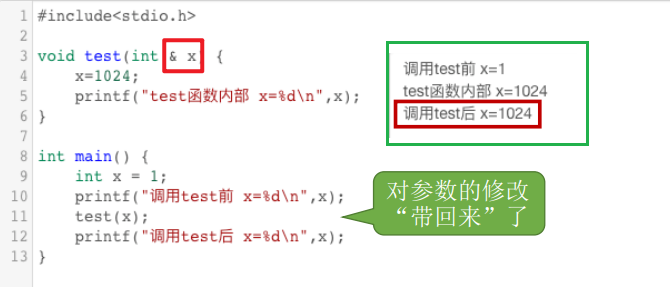 1 #include<stdio.h>
2
3 void test(int & x) {
4 x=1024;
5 printf("test函数内部 x=%d\n",x);
6 }
7
8 int main() {
9 int x = 1;
10 printf("调用test前 x=%d\n",x);
11 test(x);
12 printf("调用test后 x=%d\n",x);
13 }
调用test前 x=1
test函数内部 x=1024
调用test后 x=1024
对参数的修改
“带回来”了